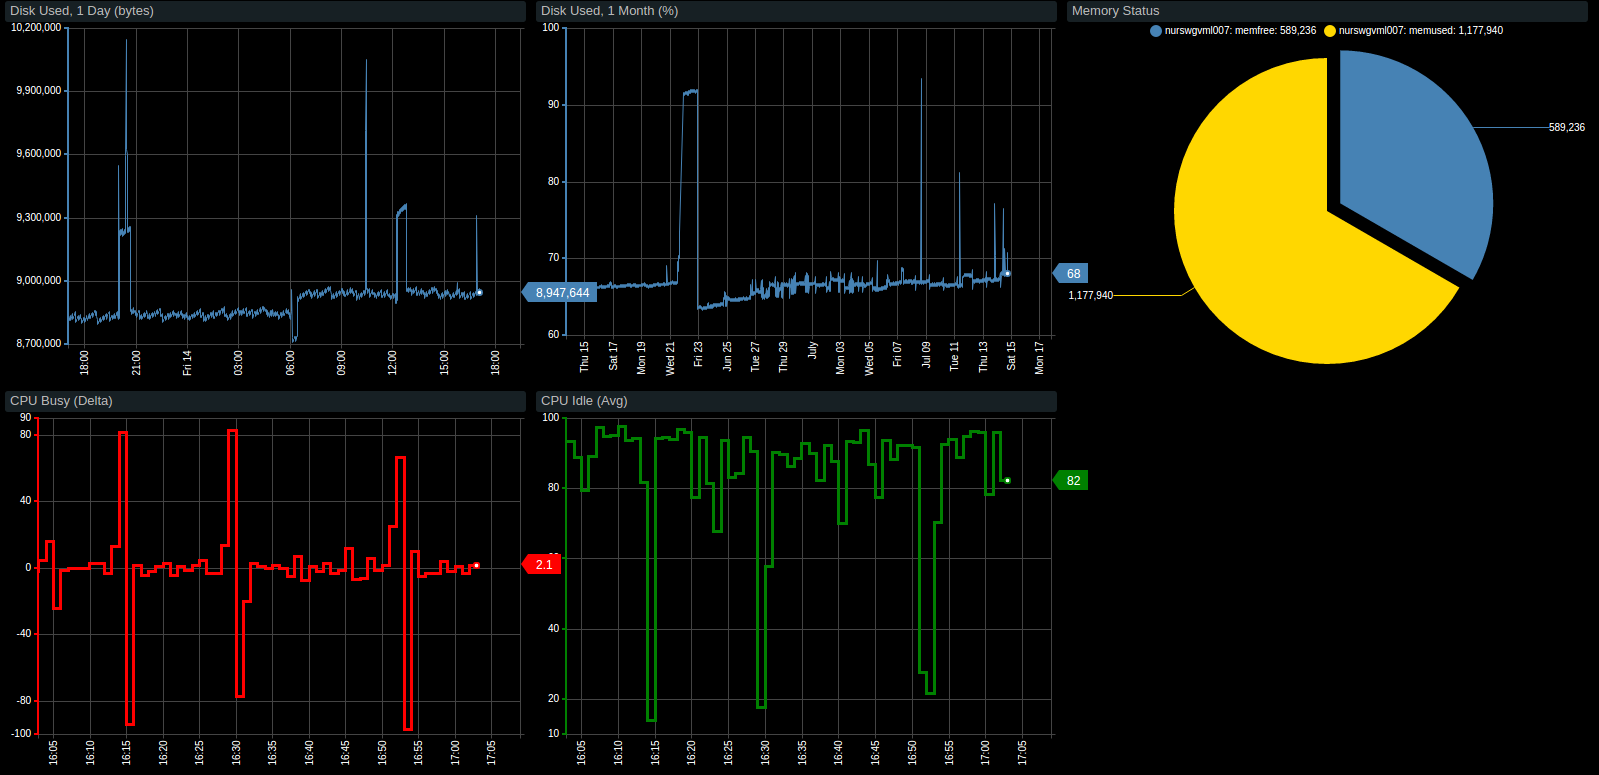 Disk Used, 1 Day (bytes)
10,200,000
9,900,000
9,600,000
9,300,000
9,000,000
8,700,000
18:00
21:00
Fri 14
03:00
06:00
09:00
12:00
15:00
18:00
8,947,644
Disk Used, 1 Month (%)
100
90
80
70
60
Thu 15
Sat 17
Mon 19
Wed 21
Fri 23
Jun 25
Tue 27
Thu 29
July
Mon 03
Wed 05
Fri 07
Jul 09
Tue 11
Thu 13
Sat 15
Mon 17
68
Memory Status
nurswgvml007: memfree: 589,236
nurswgvml007: memused: 1,177,940
589,236
1,177,940
CPU Busy (Delta)
90
80
40
0
-40
-80
-100
16:05
16:10
16:15
16:20
16:25
16:30
16:35
16:40
16:45
16:50
16:55
17:00
17:05
2.1
CPU Idle (Avg)
100
80
40
20
10
16:05
16:10
16:15
16:20
16:25
16:30
16:35
16:40
16:45
16:50
16:55
17:00
17:05
82